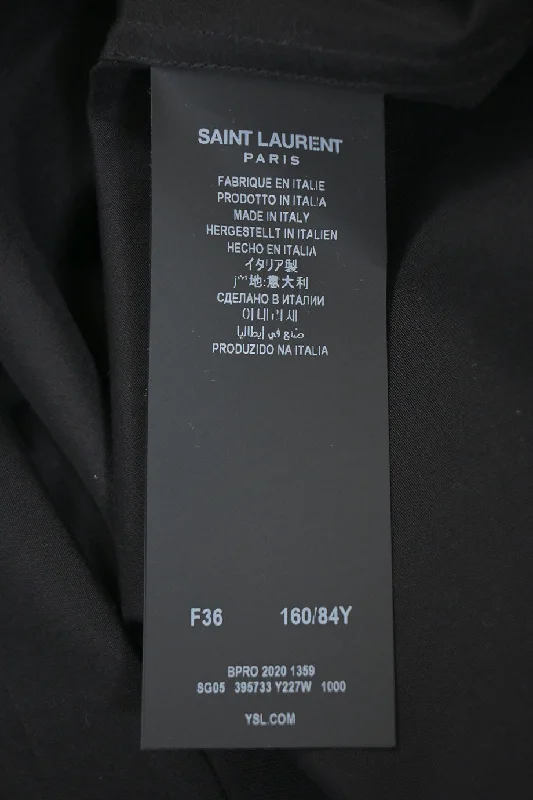 SAINT LAURENT
PARIS
FABRIQUE EN ITALIE
PRODOTTO IN ITALIA
MADE IN ITALY
HERGESTELLT IN ITALIEN
HECHO EN ITALIA
イタリア製
地:意大利
СДЕЛАНО В ИТАЛИИ
이태리제
صنع في إيطاليا
PRODUZIDO NA ITALIA
F36 160/84Y
BPRO 2020 1359
SG05 395733 Y227W 1000
YSL.COM